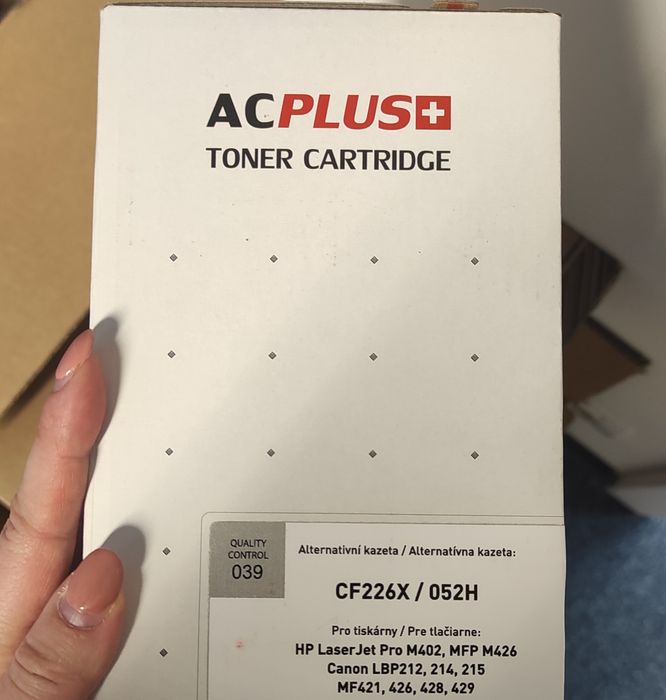 ACPLUS
TONER CARTRIDGE
QUALITY
CONTROL
039
Alternativní kazeta / Alternatívna kazeta:
CF226X / 052H
Pro tiskárny / Pre tlačiarne:
HP LaserJet Pro M402, MFP M426
Canon LBP212, 214, 215
MF421, 426, 428, 429